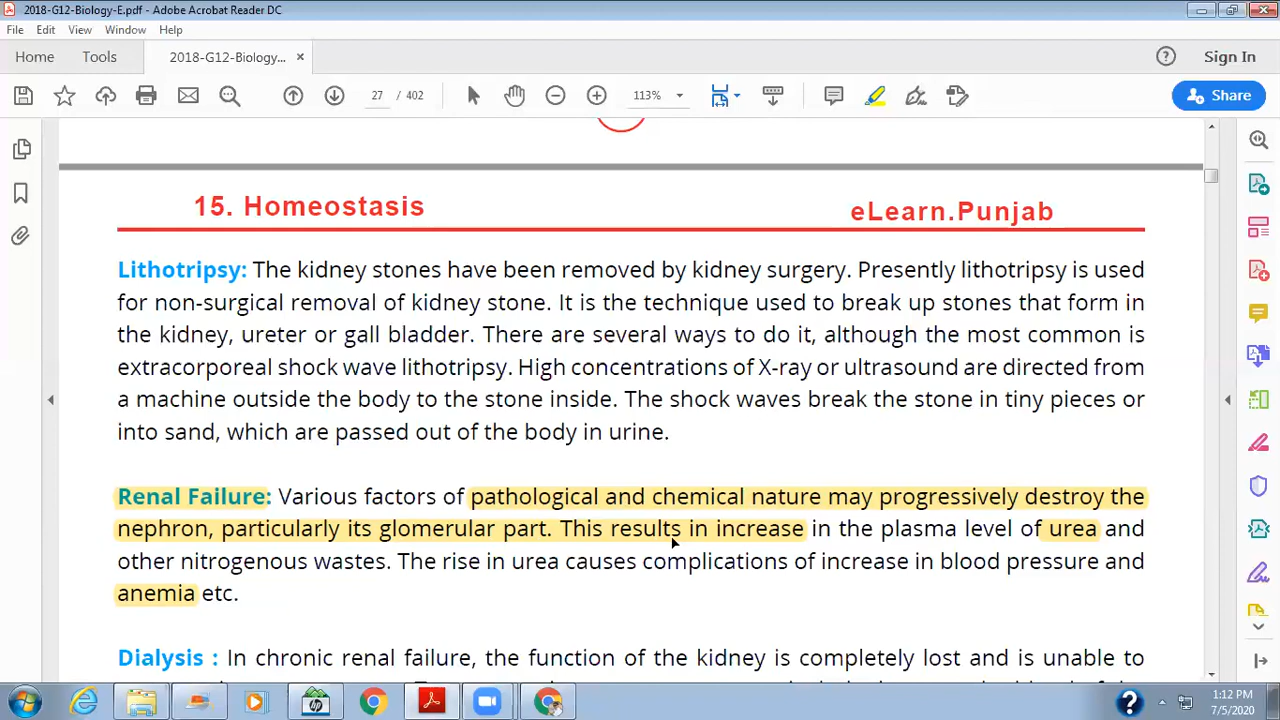 2018-G12-Biology-E.pdf - Adobe Acrobat Reader DC
File Edit View Window Help
Home Tools 2018-G12-Biology... × Sign In
27 / 402 113% Share
15. Homeostasis eLearn.Punjab
Lithotripsy: The kidney stones have been removed by kidney surgery. Presently lithotripsy is used
for non-surgical removal of kidney stone. It is the technique used to break up stones that form in
the kidney, ureter or gall bladder. There are several ways to do it, although the most common is
extracorporeal shock wave lithotripsy. High concentrations of X-ray or ultrasound are directed from
a machine outside the body to the stone inside. The shock waves break the stone in tiny pieces or
into sand, which are passed out of the body in urine.
Renal Failure: Various factors of pathological and chemical nature may progressively destroy the
nephron, particularly its glomerular part. This results in increase in the plasma level of urea and
other nitrogenous wastes. The rise in urea causes complications of increase in blood pressure and
anemia etc.
Dialysis : In chronic renal failure, the function of the kidney is completely lost and is unable to
1:12 PM
7/5/2020